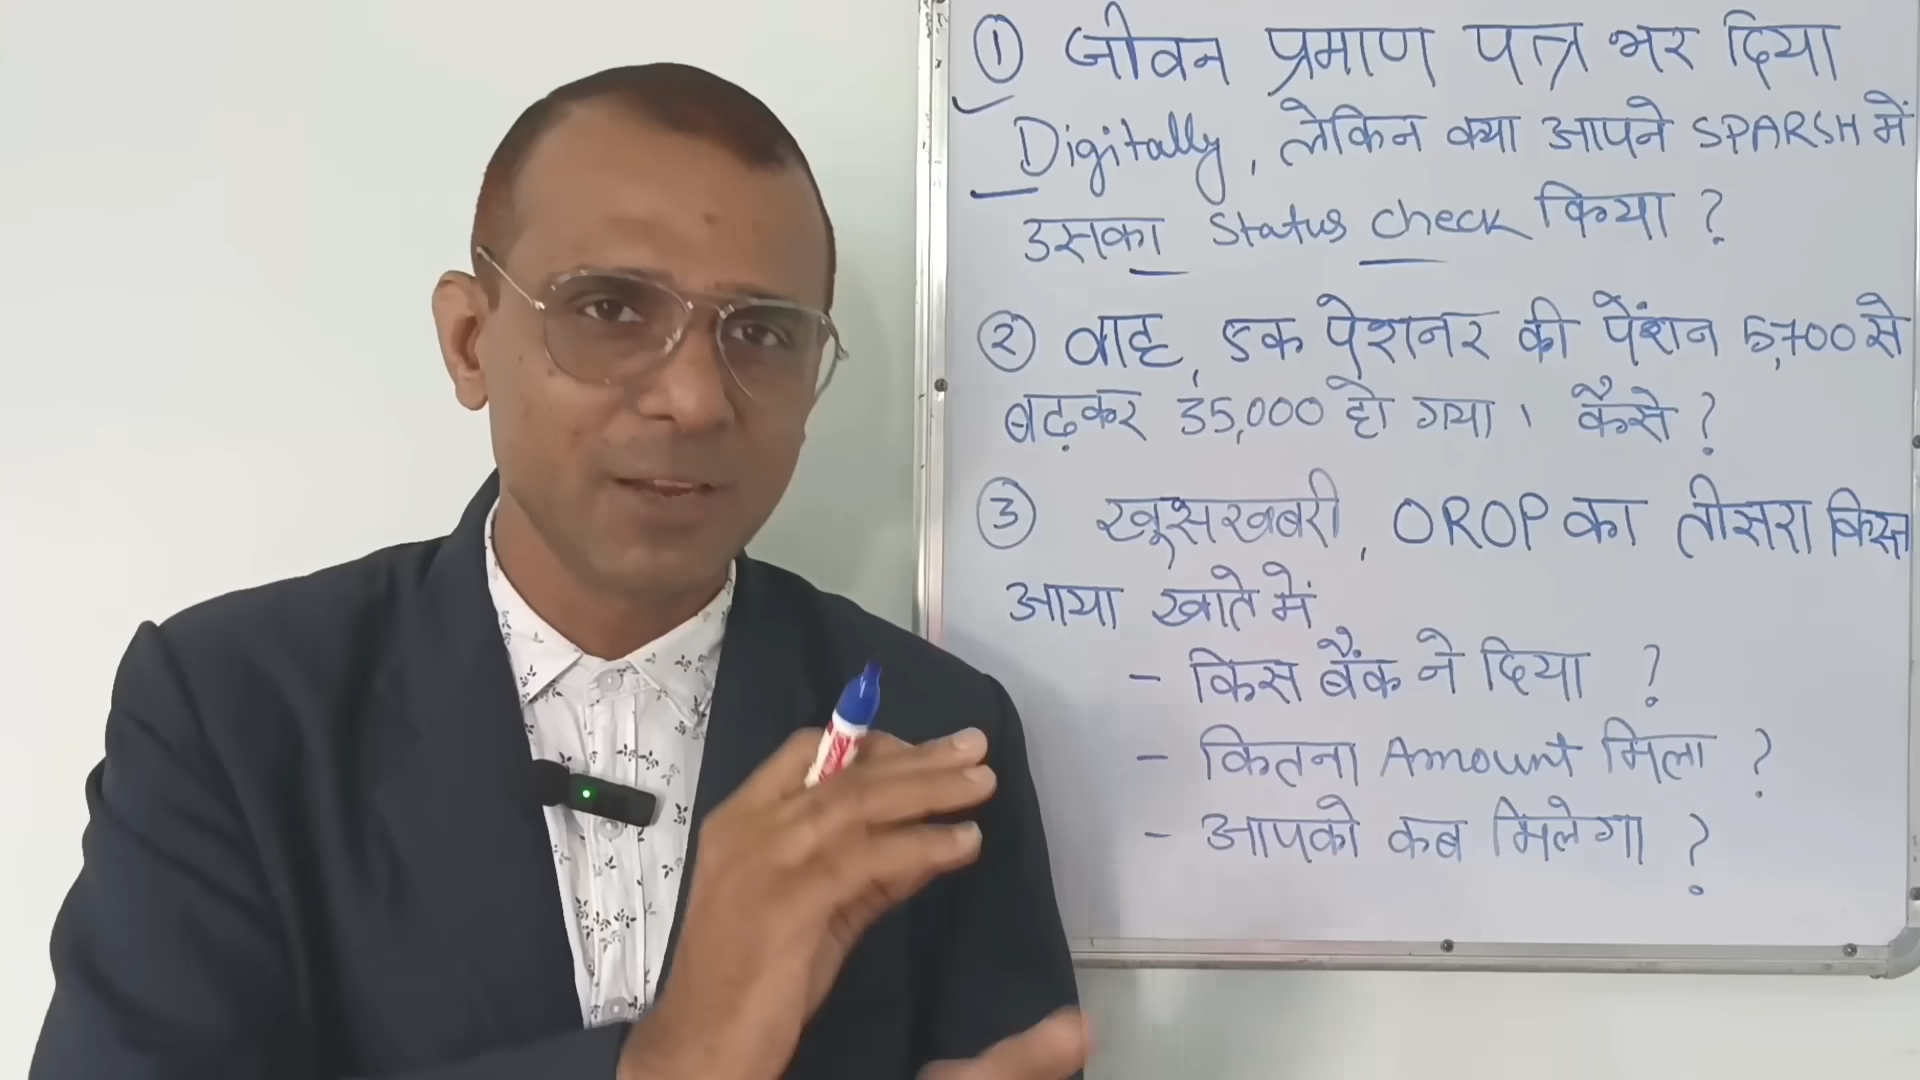 ① जीवन प्रमाण पत्र भर दिया
Digitally, लेकिन क्या आपने SPARSH में
उसका Status check किया ?
② वाह, एक पेंशनर की पेंशन 5,700 से
बढ़कर 35,000 हो गया। कैसे ?
③ खूसखबरी, OROP का तीसरा किस्त
आया खाते में
- किस बैंक ने दिया ?
- कितना Amount मिला ?
- आपको कब मिलेगा ?